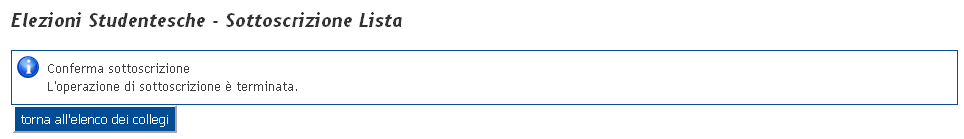 Elezioni Studentesche - Sottoscrizione Lista
Conferma sottoscrizione
L'operazione di sottoscrizione è terminata.
torna all'elenco dei collegi